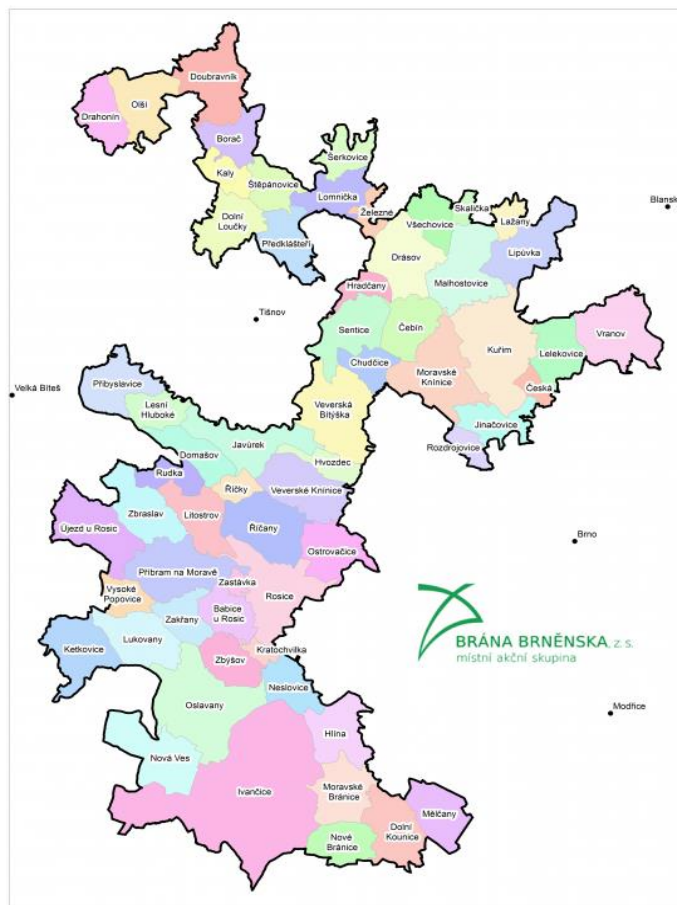 Doubravník
Olší
Drahonín
Borač
Šerkovice
Kaly
Štěpánovice
Lomnička
Železné
Skalička
Všechovice
Lažany
Blansko
Dolní
Loučky
Předklášteří
Drásov
Lipůvka
Malhostovice
Hradčany
Tišnov
Sentice
Čebín
Vranov
Kuřim
Lelekovice
Chudčice
Moravské
Knínice
Česká
Velká Bíteš
Přibyslavice
Lesní
Hluboké
Veverská
Bítýška
Jinačovice
Rozdrojovice
Javůrek
Domašov
Hvozdec
Rudka
Říčky
Veverské Knínice
Zbraslav
Litostrov
Újezd u Rosic
Říčany
Brno
Ostrovačice
Příbram na Moravě
Zastávka
Vysoké
Popovice
Rosice
Babice
u Rosic
Zakřany
Lukovany
Ketkovice
Kratochvilka
Zbýšov
Neslovice
BRÁNA BRNĚNSKA, z. s.
místní akční skupina
Oslavany
Modřice
Hlína
Nová Ves
Ivančice
Moravské
Bránice
Mělčany
Dolní
Kounice
Nové
Bránice